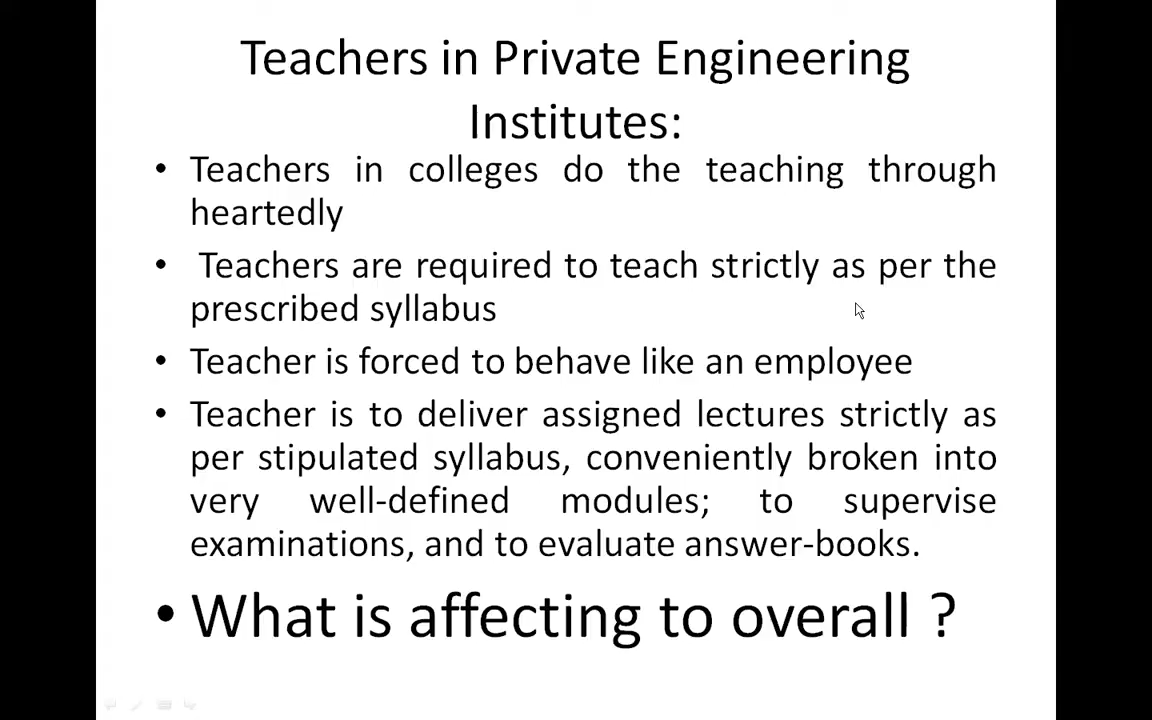 Teachers in Private Engineering
Institutes:
• Teachers in colleges do the teaching through
heartedly
• Teachers are required to teach strictly as per the
prescribed syllabus
• Teacher is forced to behave like an employee
• Teacher is to deliver assigned lectures strictly as
per stipulated syllabus, conveniently broken into
very well-defined modules; to supervise
examinations, and to evaluate answer-books.
• What is affecting to overall ?